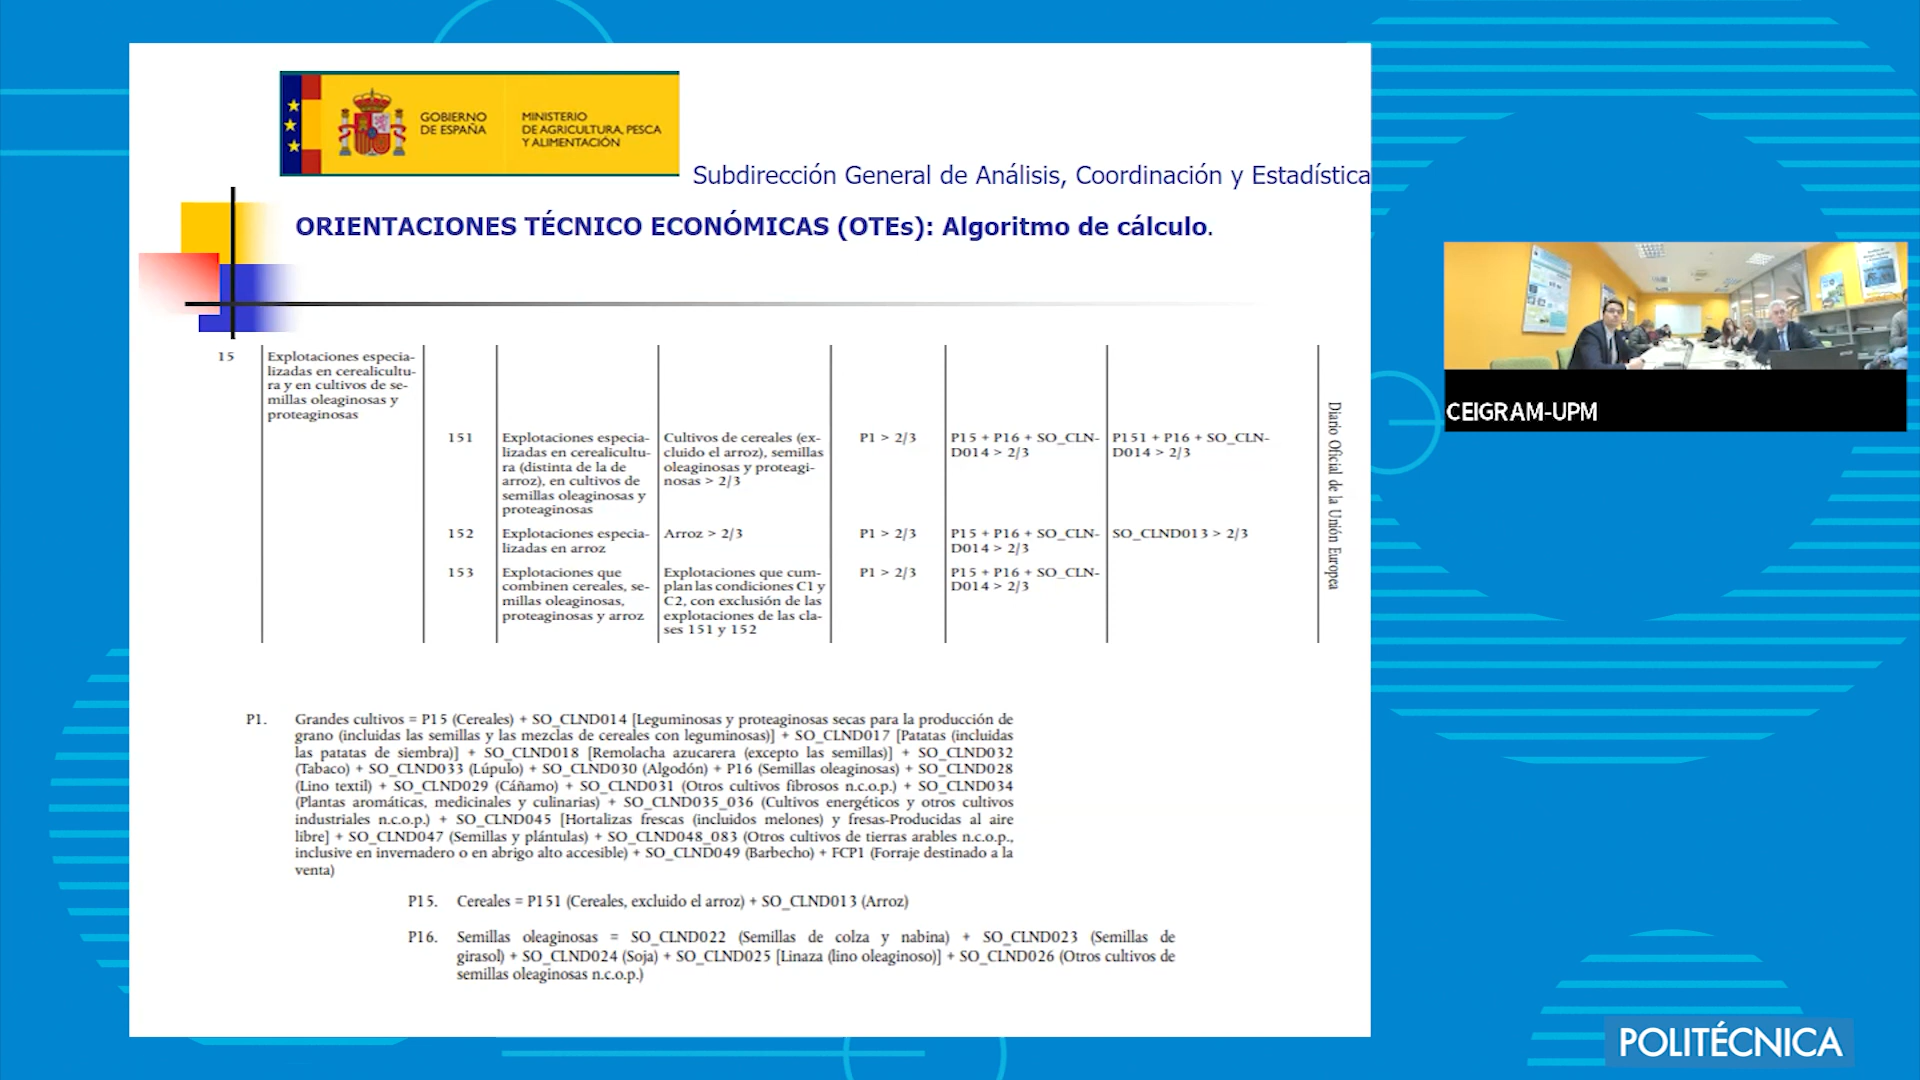 GOBIERNO
DE ESPAÑA
MINISTERIO
DE AGRICULTURA, PESCA
Y ALIMENTACIÓN
Subdirección General de Análisis, Coordinación y Estadística
ORIENTACIONES TÉCNICO ECONÓMICAS (OTEs): Algoritmo de cálculo.
15
Explotaciones especia-
lizadas en cerealicultu-
ra y en cultivos de se-
millas oleaginosas y
proteaginosas
151
Explotaciones especia-
lizadas en cerealicultu-
ra (distinta de la de
arroz), en cultivos de
semillas oleaginosas y
proteaginosas
Cultivos de cereales (ex-
cluido el arroz), semillas
oleaginosas y proteagi-
nosas > 2/3
P1 > 2/3
P15 + P16 + SO_CLN-
D014 > 2/3
P151 + P16 + SO_CLN-
D014 > 2/3
152
Explotaciones especia-
lizadas en arroz
Arroz > 2/3
P1 > 2/3
P15 + P16 + SO_CLN-
D014 > 2/3
SO_CLND013 > 2/3
153
Explotaciones que
combinen cereales, se-
millas oleaginosas,
proteaginosas y arroz
Explotaciones que cum-
plan las condiciones C1 y
C2, con exclusión de las
explotaciones de las cla-
ses 151 y 152
P1 > 2/3
P15 + P16 + SO_CLN-
D014 > 2/3
Diario Oficial de la Unión Europea
P1. Grandes cultivos = P15 (Cereales) + SO_CLND014 [Leguminosas y proteaginosas secas para la producción de
grano (incluidas las semillas y las mezclas de cereales con leguminosas)] + SO_CLND017 [Patatas (incluidas
las patatas de siembra)] + SO_CLND018 [Remolacha azucarera (excepto las semillas)] + SO_CLND032
(Tabaco) + SO_CLND033 (Lúpulo) + SO_CLND030 (Algodón) + P16 (Semillas oleaginosas) + SO_CLND028
(Lino textil) + SO_CLND029 (Cáñamo) + SO_CLND031 (Otros cultivos fibrosos n.c.o.p.) + SO_CLND034
(Plantas aromáticas, medicinales y culinarias) + SO_CLND035_036 (Cultivos energéticos y otros cultivos
industriales n.c.o.p.) + SO_CLND045 [Hortalizas frescas (incluidos melones) y fresas-Producidas al aire
libre] + SO_CLND047 (Semillas y plántulas) + SO_CLND048_083 (Otros cultivos de tierras arables n.c.o.p.,
inclusive en invernadero o en abrigo alto accesible) + SO_CLND049 (Barbecho) + FCP1 (Forraje destinado a la
venta)
P15. Cereales = P151 (Cereales, excluido el arroz) + SO_CLND013 (Arroz)
P16. Semillas oleaginosas = SO_CLND022 (Semillas de colza y nabina) + SO_CLND023 (Semillas de
girasol) + SO_CLND024 (Soja) + SO_CLND025 [Linaza (lino oleaginoso)] + SO_CLND026 (Otros cultivos de
semillas oleaginosas n.c.o.p.)
CEIGRAM-UPM
POLITÉCNICA